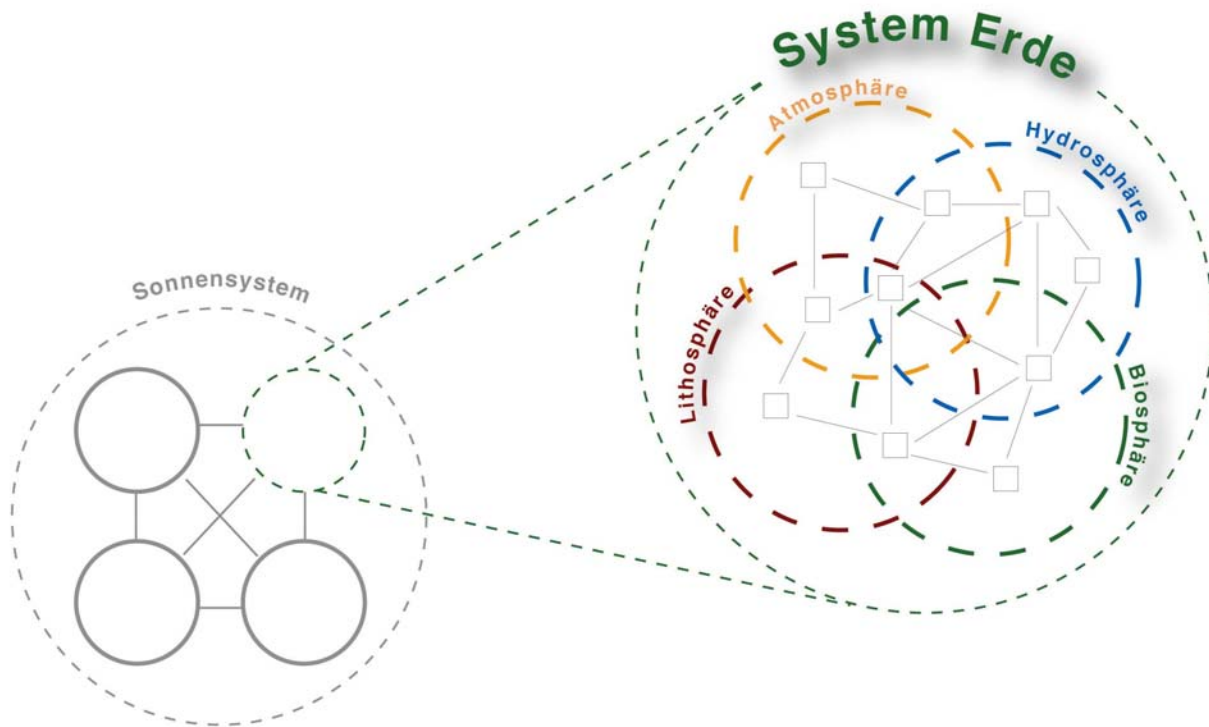 System Erde
Atmosphäre
Hydrosphäre
Sonnensystem
Lithosphäre
Biosphäre